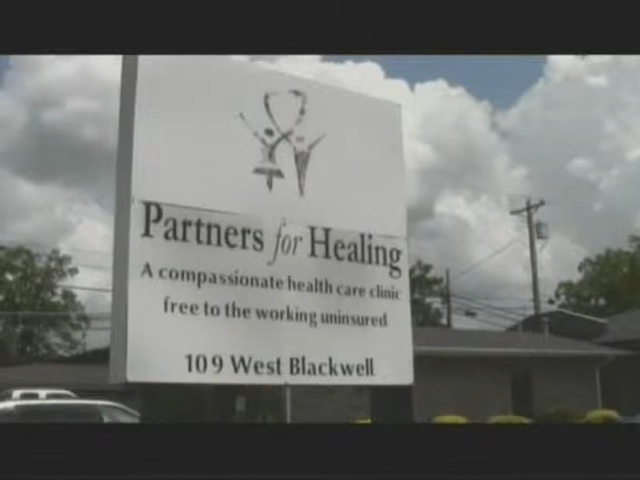 Partners for Healing
A compassionate health care clinic
free to the working uninsured
109 West Blackwell